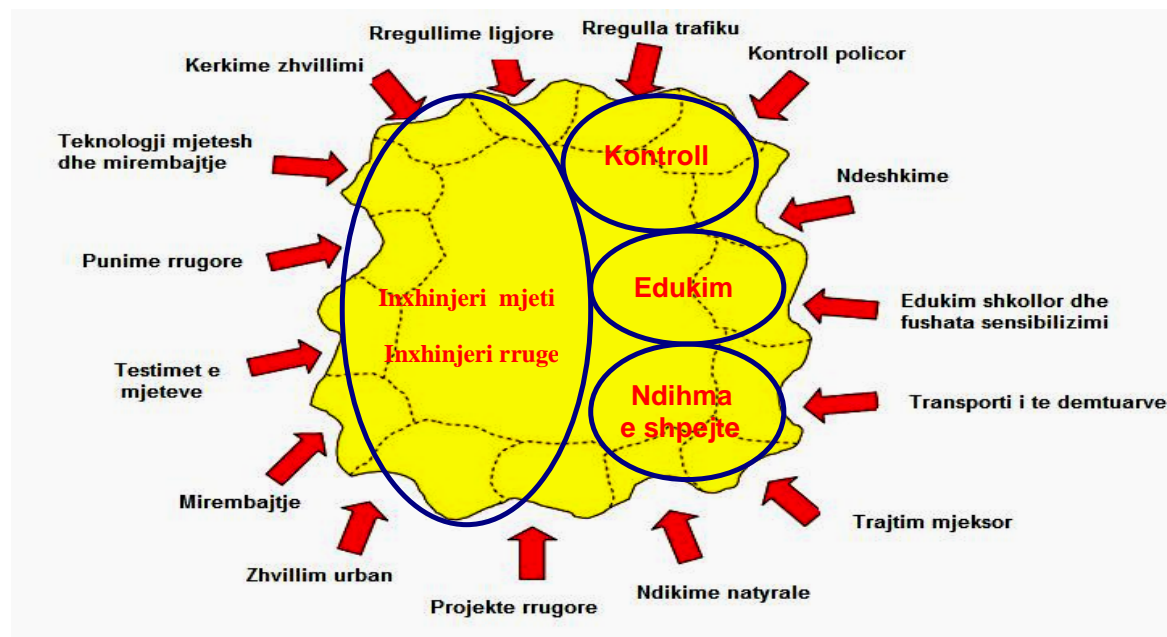 Rregullime ligjore
Rregulla trafiku
Kerkime zhvillimi
Kontroll policor
Teknologji mjetesh
dhe mirembajtje
Kontroll
Ndeshkime
Punime rrugore
Inxhinjeri mjeti
Edukim
Edukim shkollor dhe
fushata sensibilizimi
Inxhinjeri rruge
Testimet e
mjeteve
Ndihma
e shpejte
Transporti i te demtuarve
Mirembajtje
Trajtim mjeksor
Zhvillim urban
Projekte rrugore
Ndikime natyrale